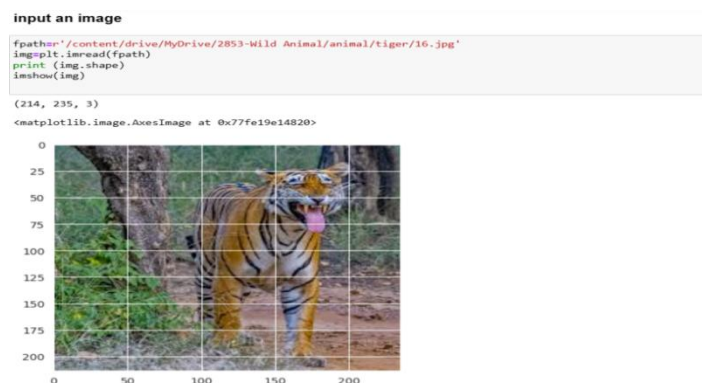 input an image
fpath=r'/content/drive/MyDrive/2853-Wild Animal/animal/tiger/16.jpg'
img=plt.imread(fpath)
print (img.shape)
imshow(img)
(214, 235, 3)
<matplotlib.image.AxesImage at 0x77fe19e14820>
0
25
50
75
100
125
150
175
200
0 50 100 150 200